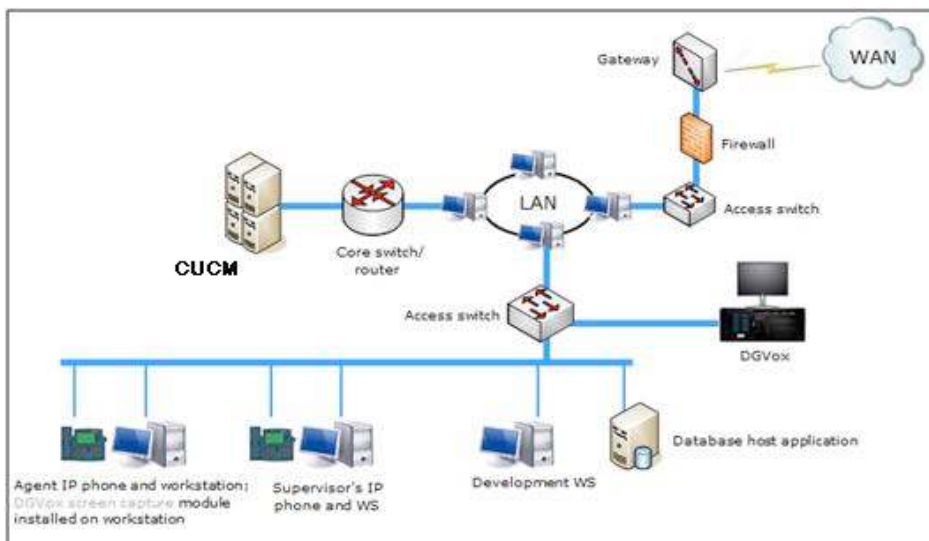 WAN
Gateway
Firewall
LAN
Access switch
Core switch/
router
CUCM
Access switch
DGVox
Database host application
Agent IP phone and workstation;
DGVox screen capture module
installed on workstation
Supervisor's IP
phone and WS
Development WS